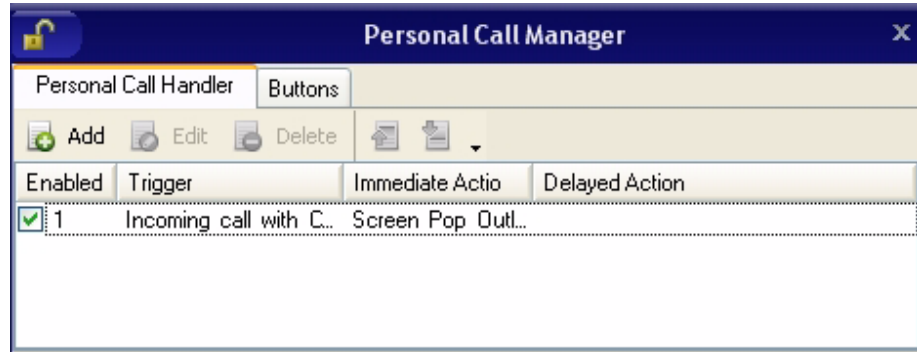 Personal Call Manager x
Personal Call Handler Buttons
Add Edit Delete
Enabled Trigger Immediate Actio Delayed Action
1 Incoming call with C... Screen Pop Outl...